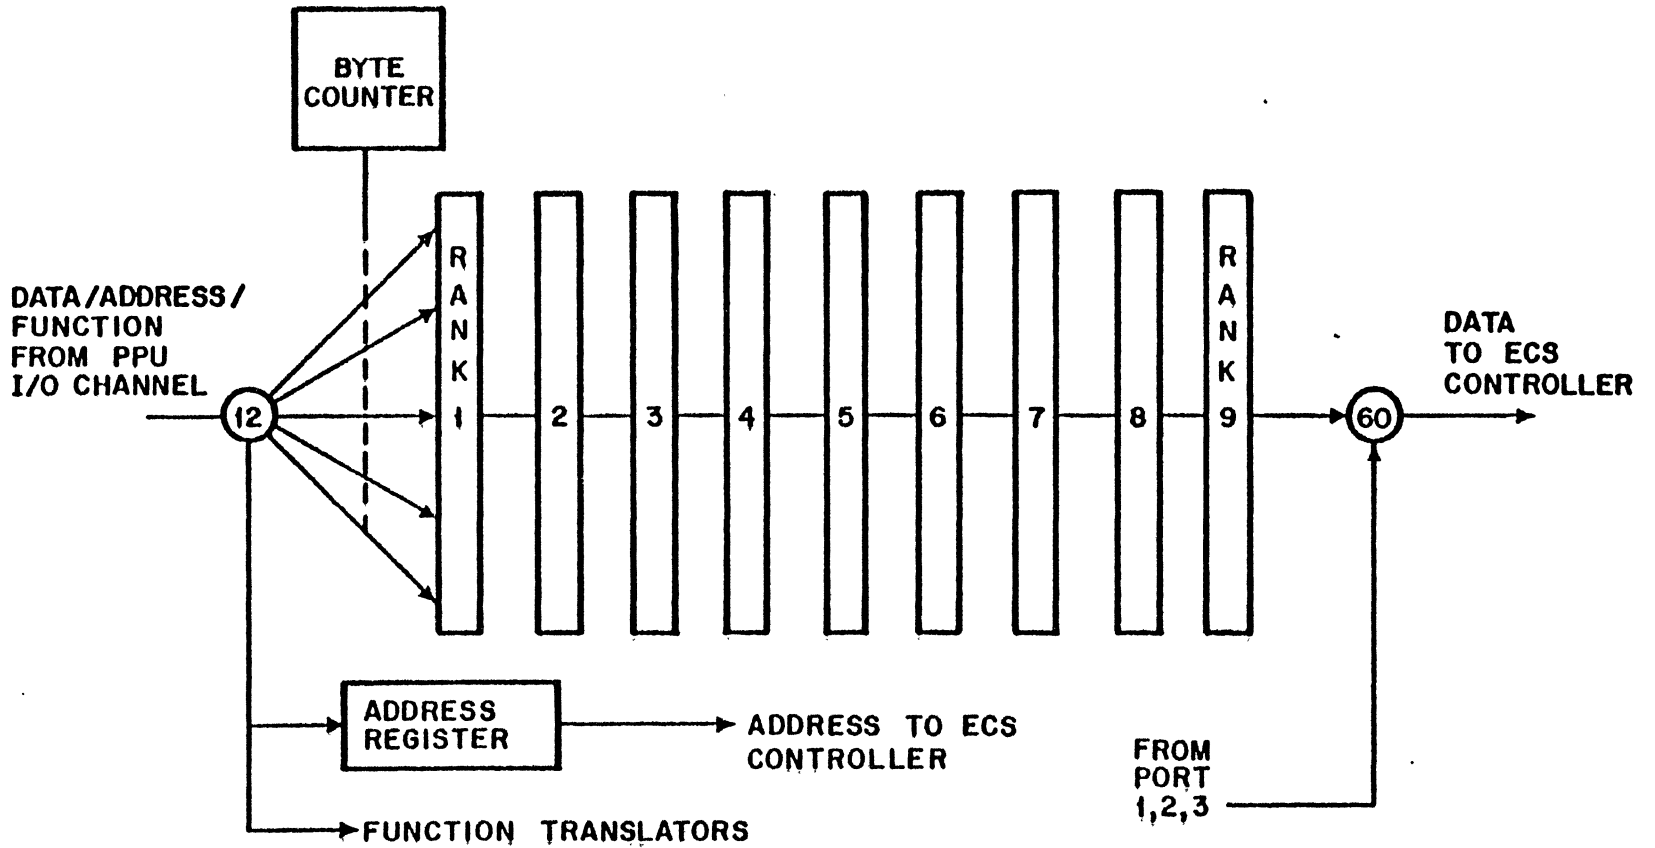 BYTE
COUNTER
DATA/ADDRESS/
FUNCTION
FROM PPU
I/O CHANNEL
12
RANK 1
2
3
4
5
6
7
8
RANK 9
60
DATA
TO ECS
CONTROLLER
ADDRESS
REGISTER
ADDRESS TO ECS
CONTROLLER
FROM
PORT
1,2,3
FUNCTION TRANSLATORS